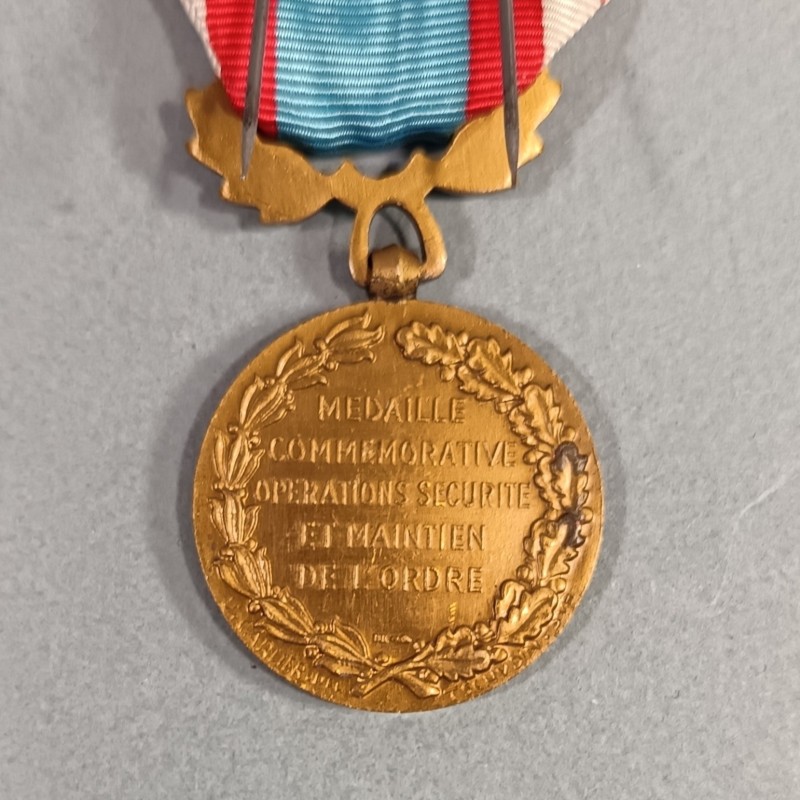 MEDAILLE
COMMEMORATIVE
OPERATIONS SECURITE
ET MAINTIEN
DE L'ORDRE